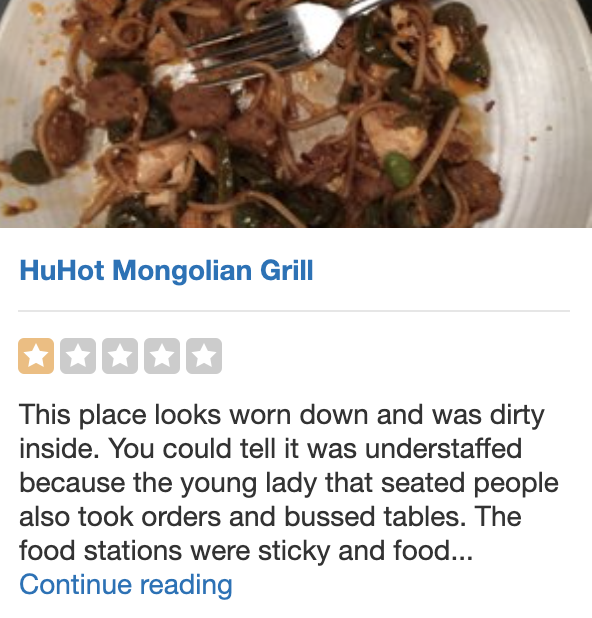 HuHot Mongolian Grill
This place looks worn down and was dirty
inside. You could tell it was understaffed
because the young lady that seated people
also took orders and bussed tables. The
food stations were sticky and food...
Continue reading